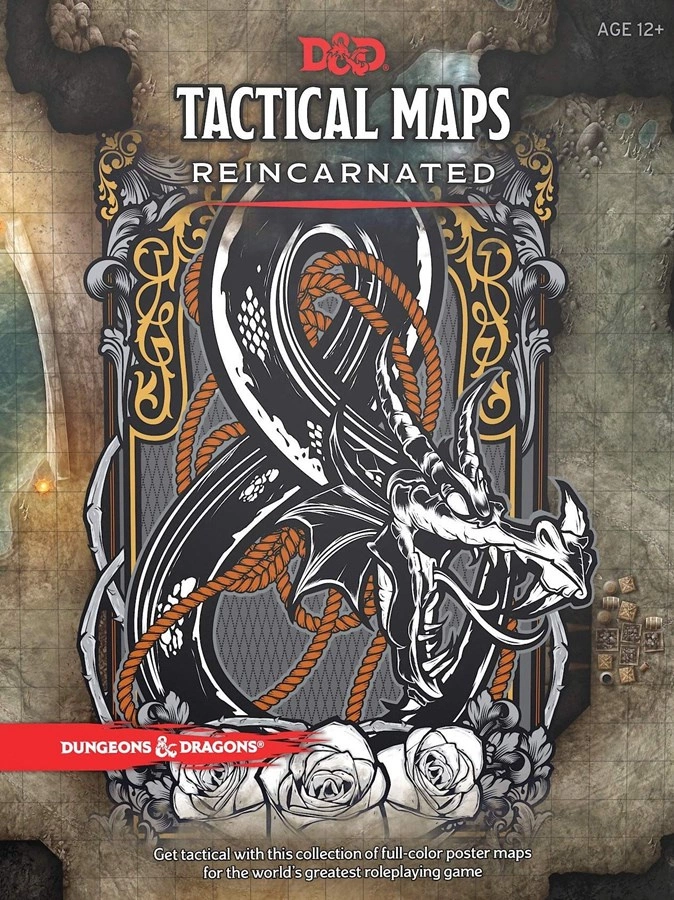 AGE 12+
D&D®
TACTICAL MAPS
REINCARNATED
DUNGEONS & DRAGONS®
Get tactical with this collection of full-color poster maps
for the world's greatest roleplaying game